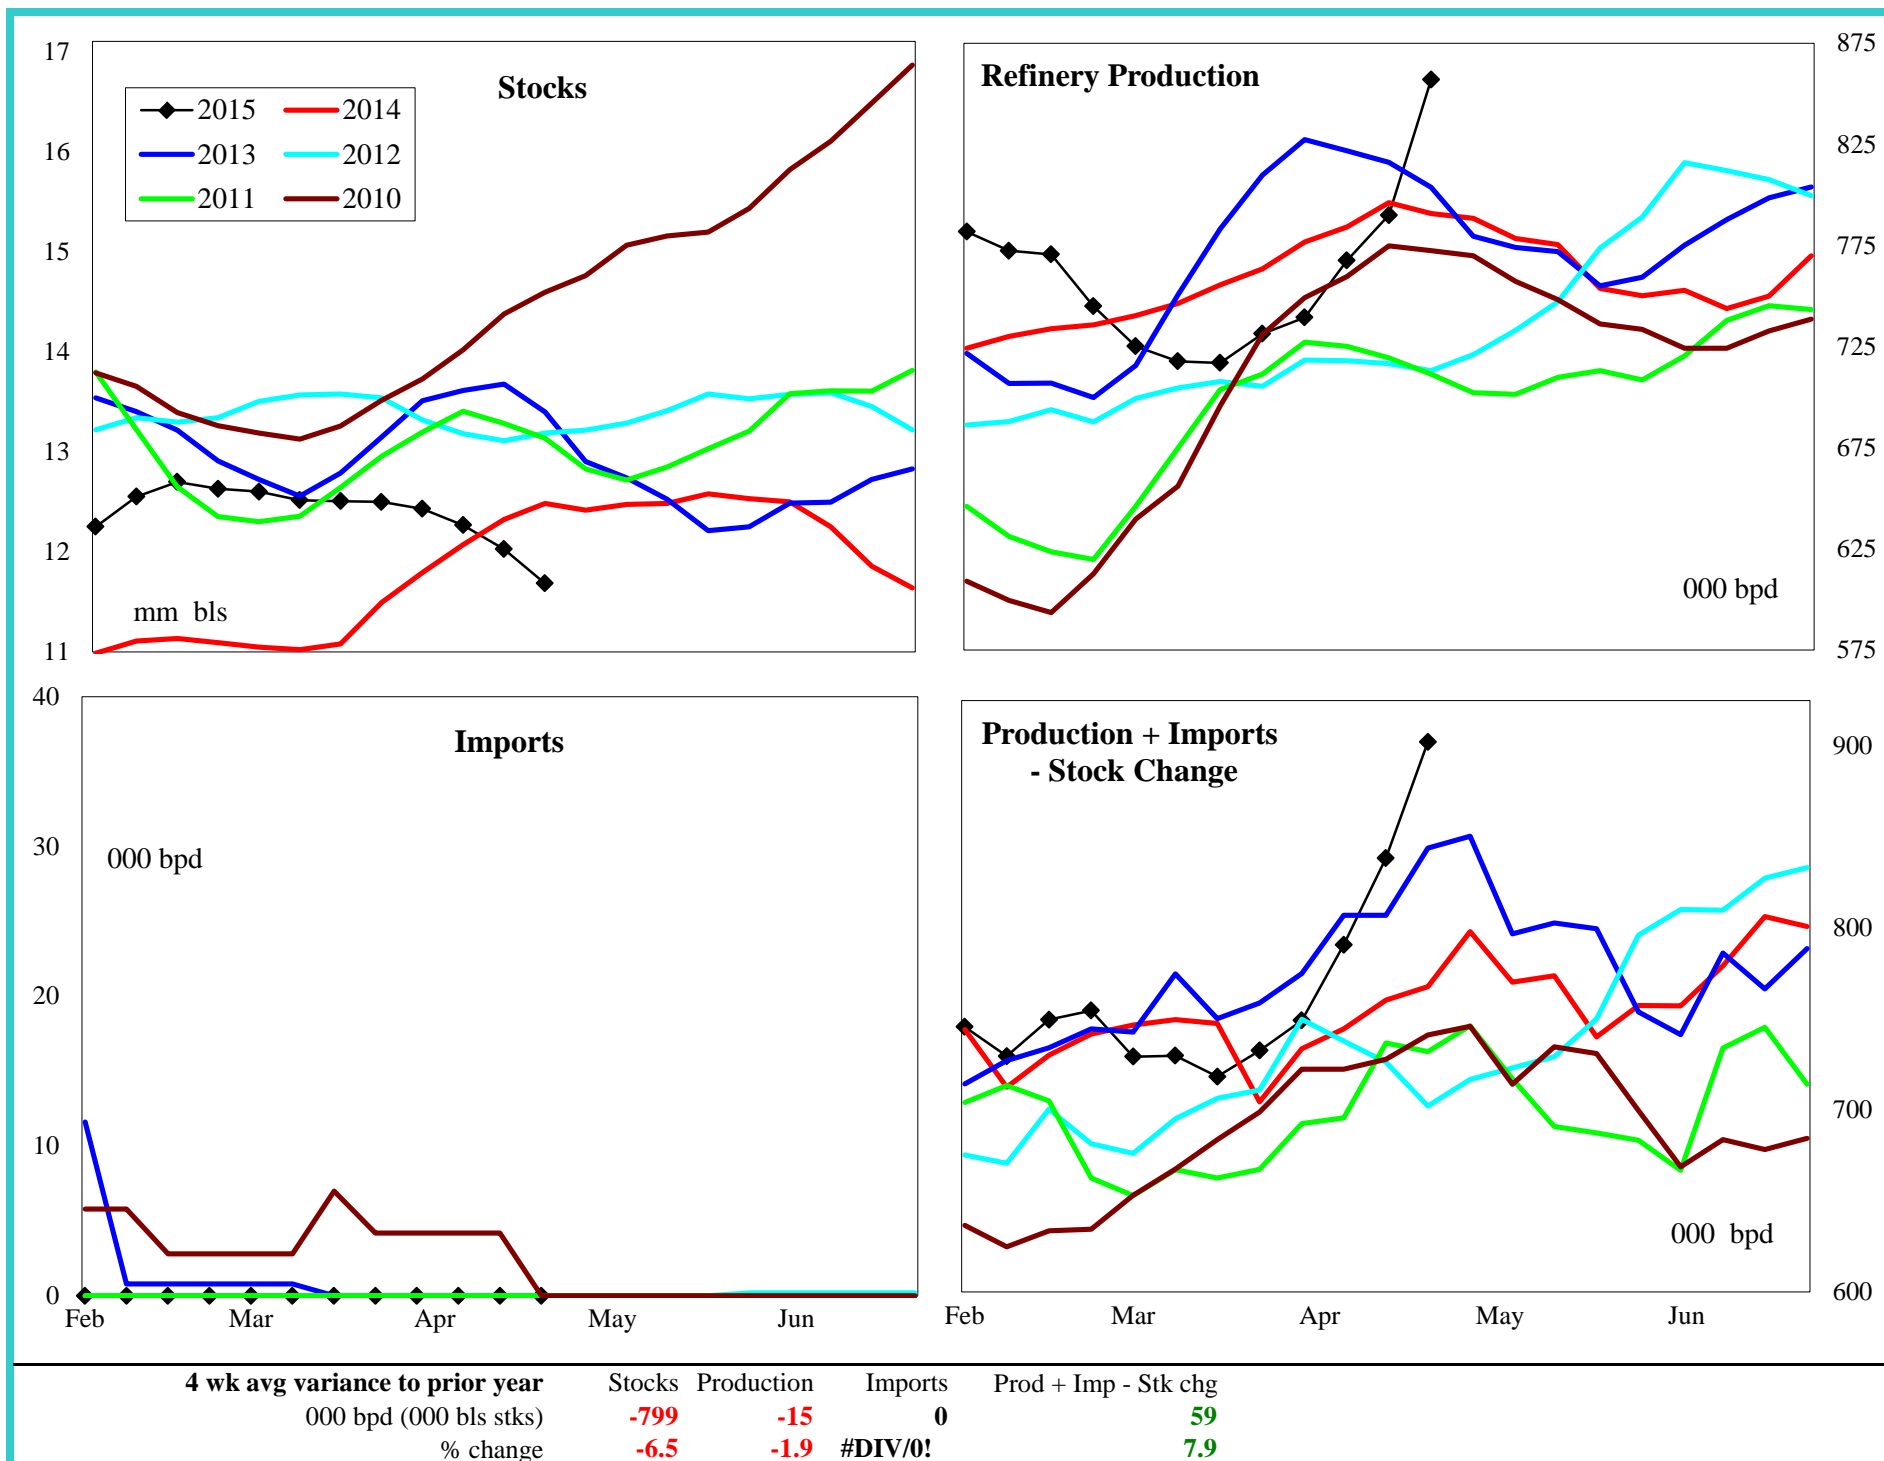 17
16
15
14
13
12
11
Stocks
2015 2014
2013 2012
2011 2010
mm bls
Refinery Production
000 bpd
875
825
775
725
675
625
575
40
30
20
10
0
Imports
000 bpd
Feb Mar Apr May Jun
Production + Imports
- Stock Change
000 bpd
900
800
700
600
Feb Mar Apr May Jun
4 wk avg variance to prior year Stocks Production Imports Prod + Imp - Stk chg
000 bpd (000 bls stks) -799 -15 0 59
% change -6.5 -1.9 #DIV/0! 7.9